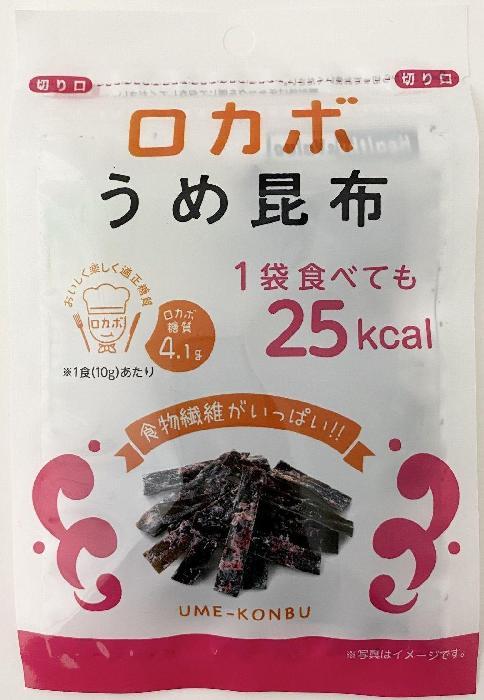 切り口
切り口
ロカボ
うめ昆布
おいしく楽しく適正糖質
ロカボ
ロカボ
糖質
4.1g
※1食(10g)あたり
1袋食べても
25kcal
食物繊維がいっぱい!!
UME-KONBU
※写真はイメージです。